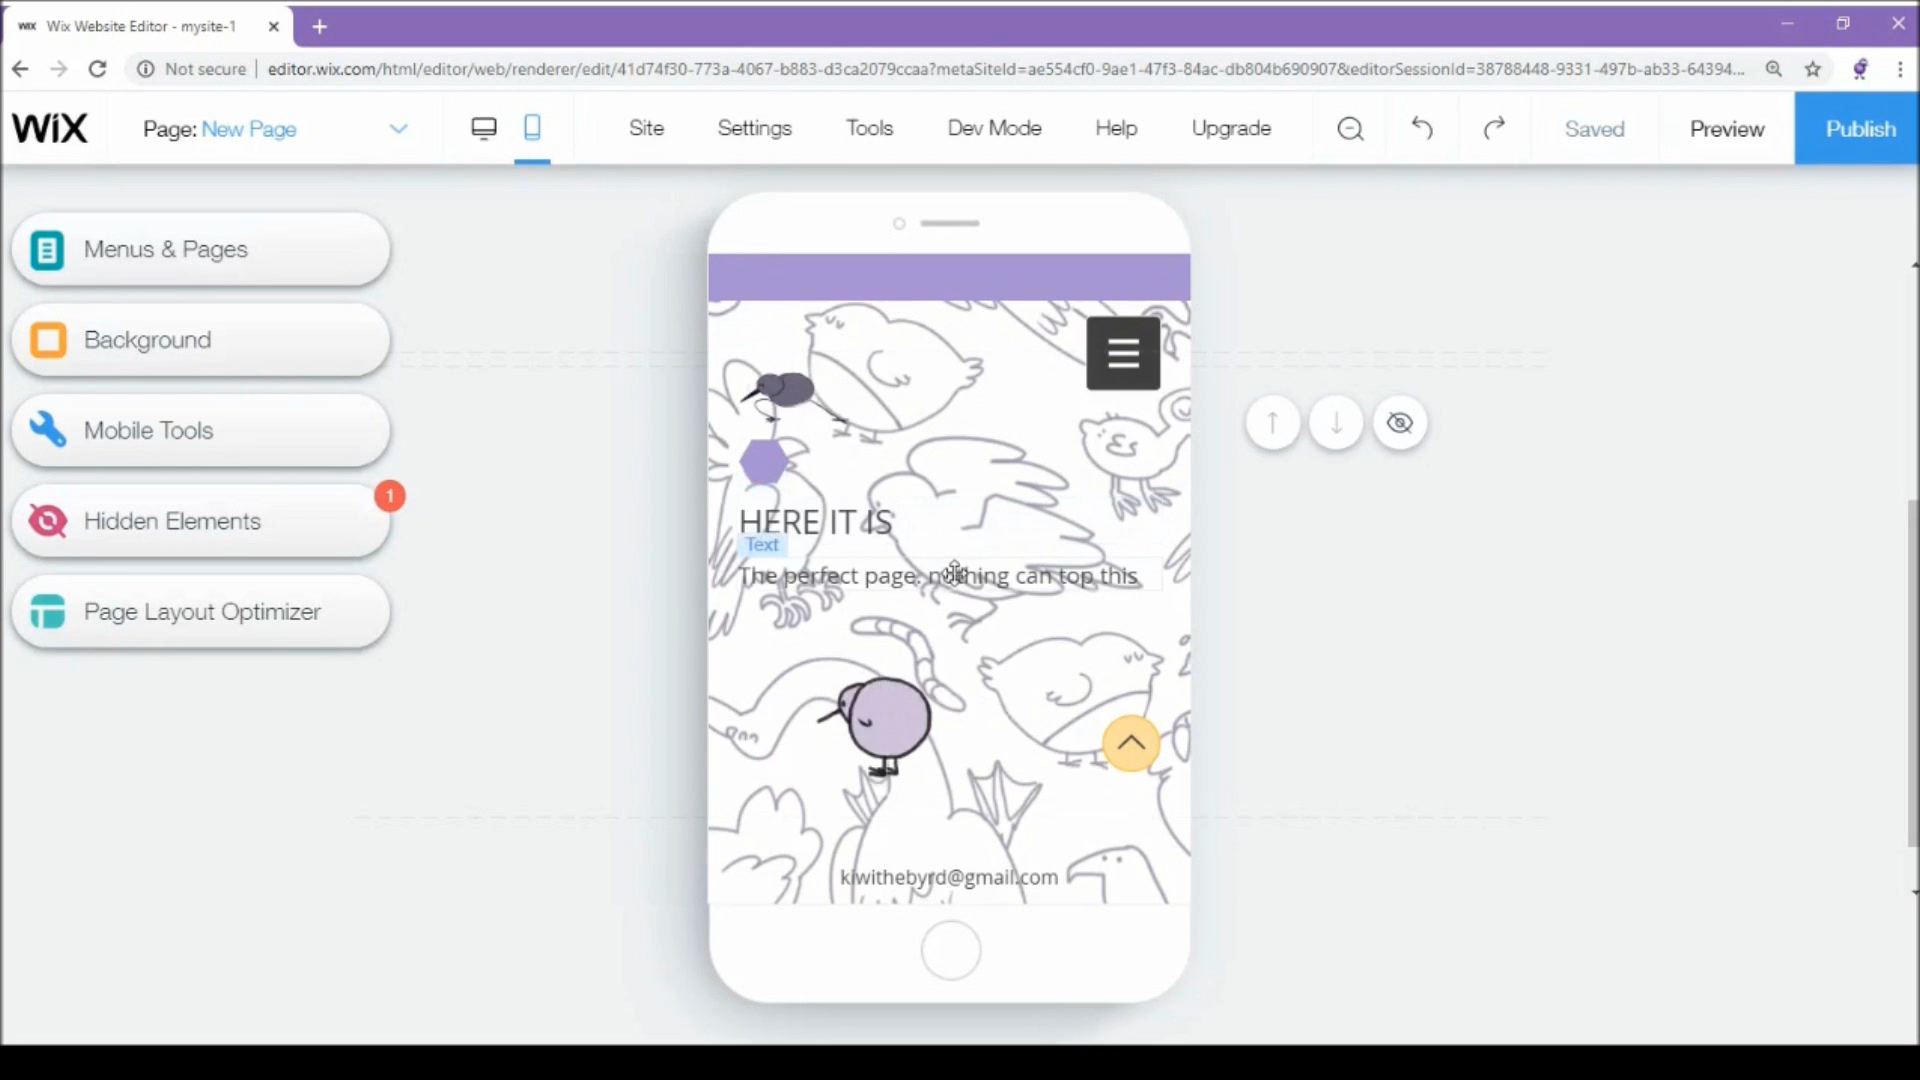 WiX Wix Website Editor - mysite-1
Not secure | editor.wix.com/html/editor/web/renderer/edit/41d74f30-773a-4067-b883-d3ca2079ccaa?metaSiteId=ae554cf0-9ae1-47f3-84ac-db804b690907&editorSessionId=38788448-9331-497b-ab33-64394...
WiX Page: New Page Site Settings Tools Dev Mode Help Upgrade Saved Preview Publish
Menus & Pages
Background
Mobile Tools
Hidden Elements 1
Page Layout Optimizer
HERE IT IS
Text
The perfect page. nothing can top this
kiwithebyrd@gmail.com